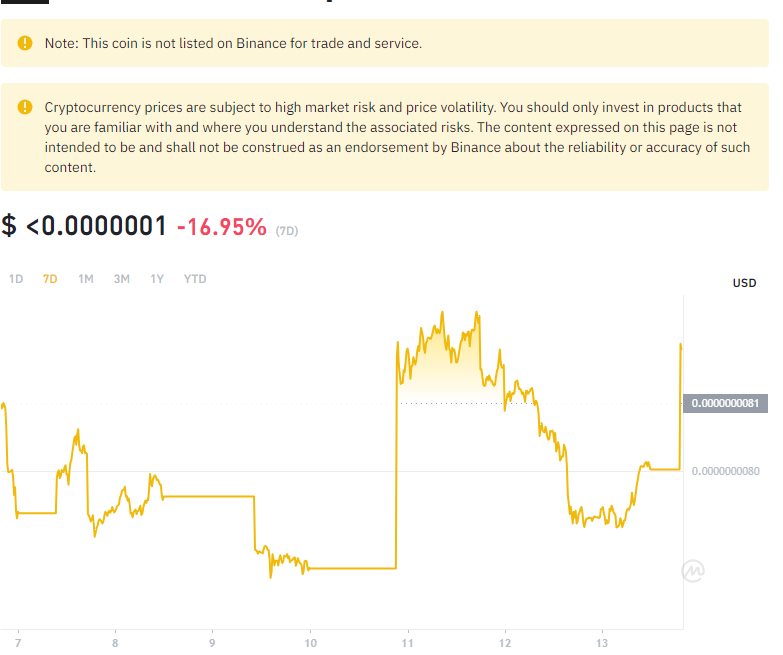 Note: This coin is not listed on Binance for trade and service.
Cryptocurrency prices are subject to high market risk and price volatility. You should only invest in products that
you are familiar with and where you understand the associated risks. The content expressed on this page is not
intended to be and shall not be construed as an endorsement by Binance about the reliability or accuracy of such
content.
$ <0.0000001 -16.95% (7D)
1D 7D 1M 3M 1Y YTD
USD
0.0000000081
0.0000000080
7 8 9 10 11 12 13